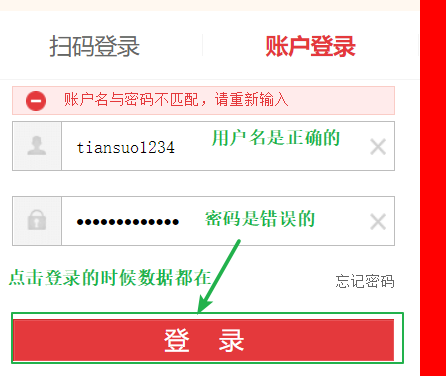 扫码登录
账户登录
账户名与密码不匹配，请重新输入
tiansuo1234
用户名是正确的
密码是错误的
点击登录的时候数据都在
忘记密码
登 录